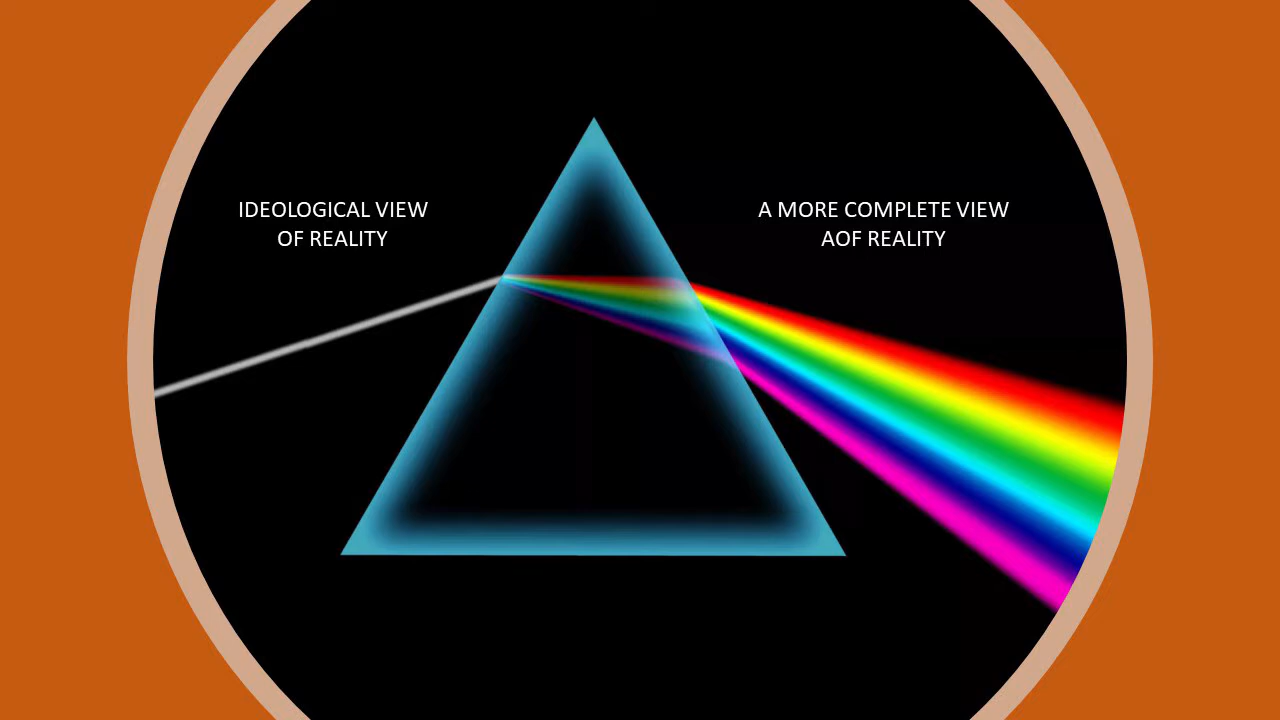 IDEOLOGICAL VIEW
OF REALITY
A MORE COMPLETE VIEW
AOF REALITY